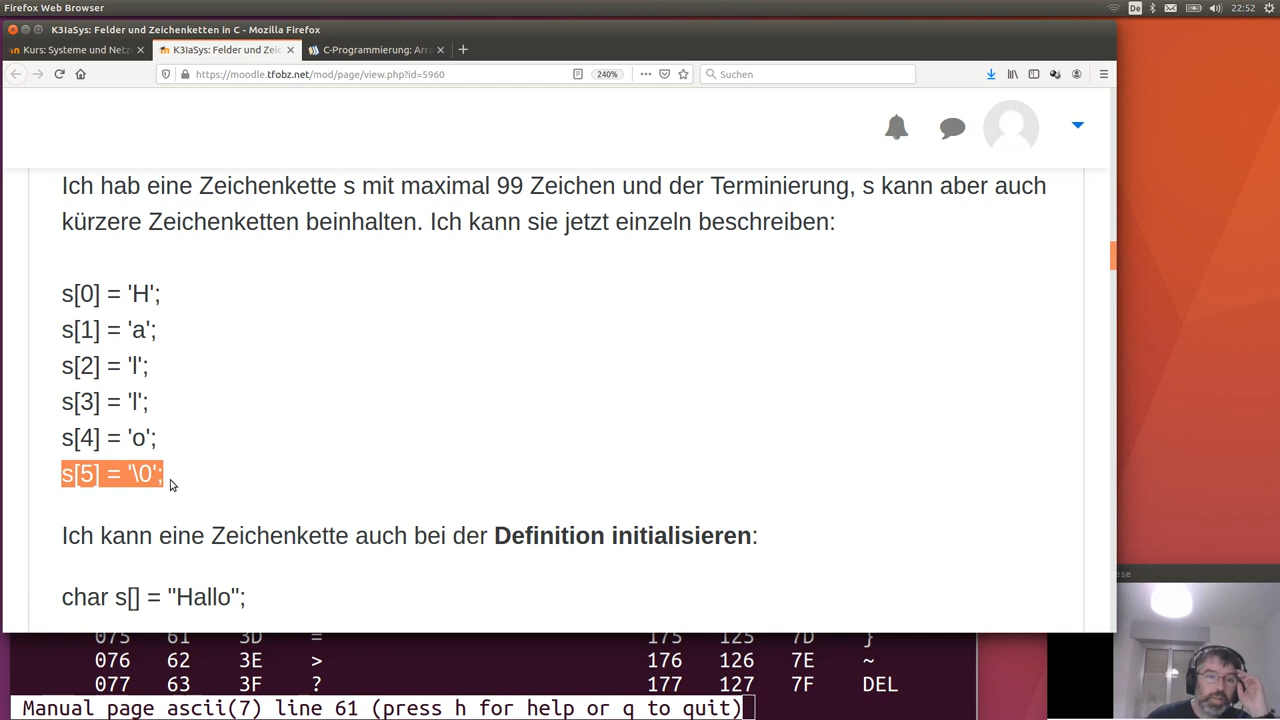 Firefox Web Browser
De
22:52
K3IaSys: Felder und Zeichenketten in C - Mozilla Firefox
Kurs: Systeme und Netz
K3IaSys: Felder und Zeic
C-Programmierung: Arr
https://moodle.tfobz.net/mod/page/view.php?id=5960
240%
Suchen
Ich hab eine Zeichenkette s mit maximal 99 Zeichen und der Terminierung, s kann aber auch
kürzere Zeichenketten beinhalten. Ich kann sie jetzt einzeln beschreiben:
s[0] = 'H';
s[1] = 'a';
s[2] = 'l';
s[3] = 'l';
s[4] = 'o';
s[5] = '\0';
Ich kann eine Zeichenkette auch bei der Definition initialisieren:
char s[] = "Hallo";
075 61 3D = 175 125 7D }
076 62 3E > 176 126 7E ~
077 63 3F ? 177 127 7F DEL
Manual page ascii(7) line 61 (press h for help or q to quit)